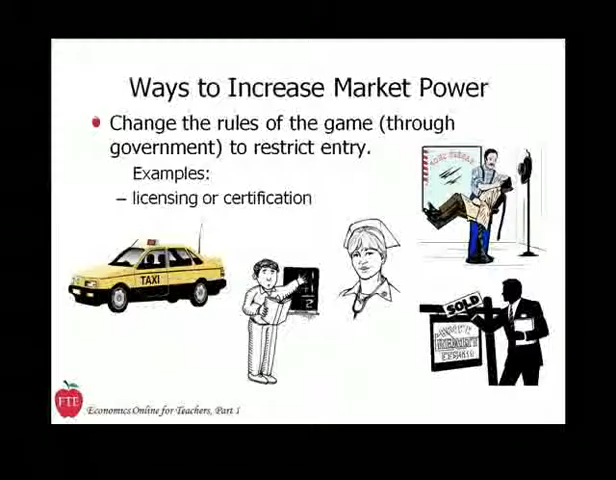 Ways to Increase Market Power
Change the rules of the game (through
government) to restrict entry.
Examples:
– licensing or certification
TAXI
SOLD
FTE
Economics Online for Teachers, Part 1